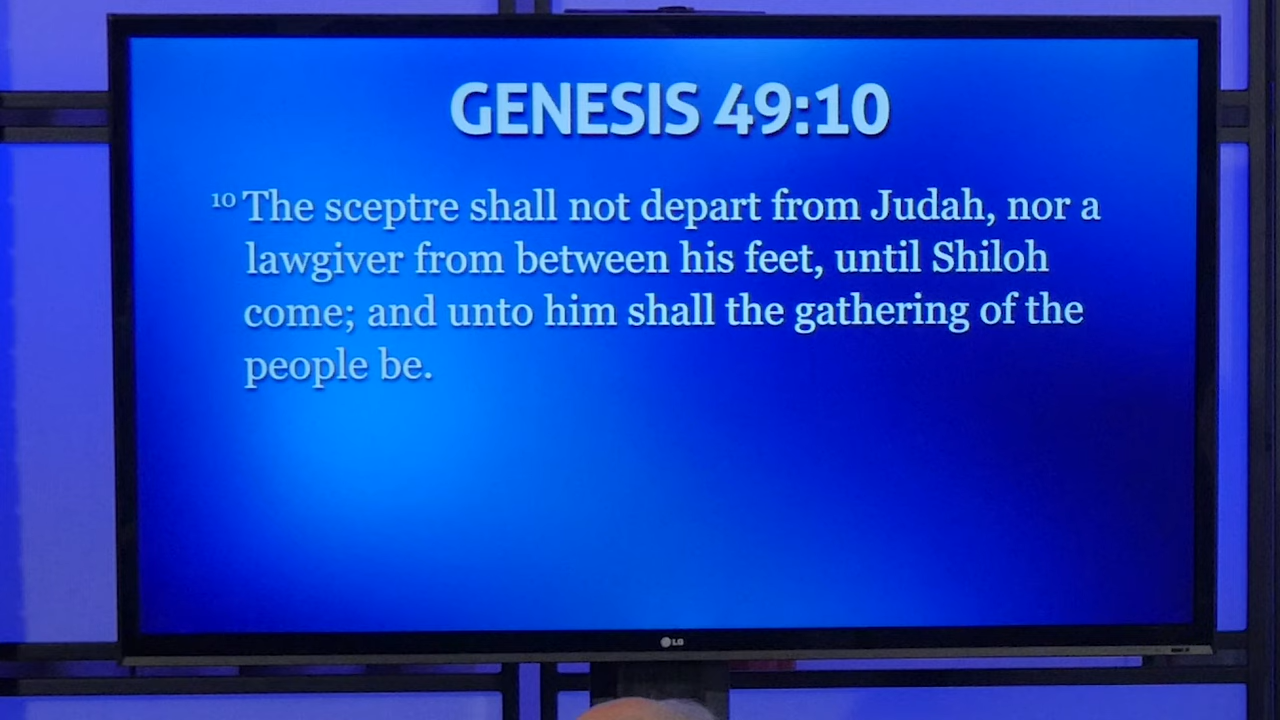 GENESIS 49:10
10 The sceptre shall not depart from Judah, nor a
lawgiver from between his feet, until Shiloh
come; and unto him shall the gathering of the
people be.
LG